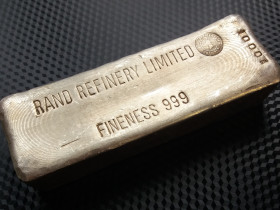 RAND REFINERY LIMITED
FINENESS 999